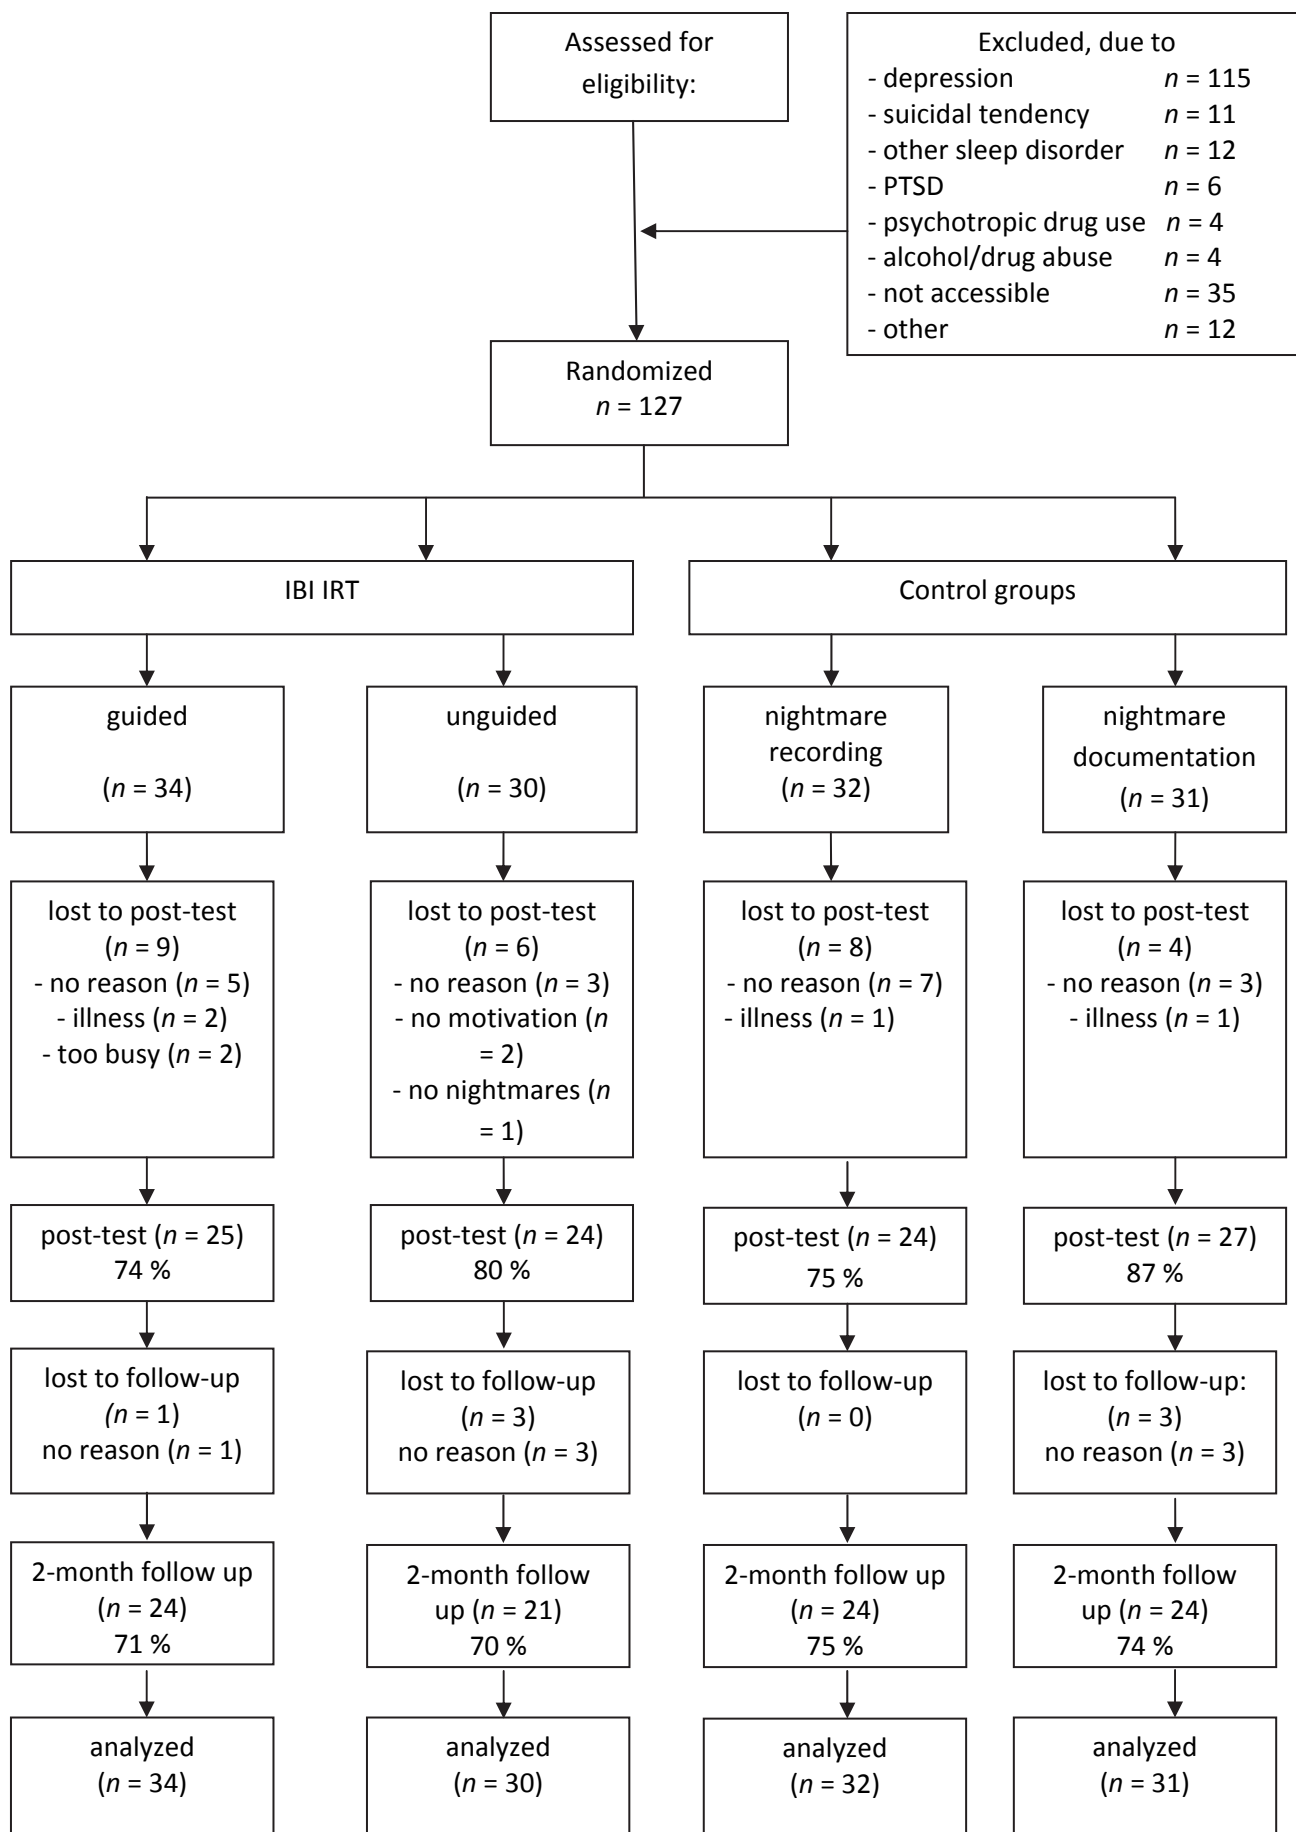 Assessed for
eligibility:
Excluded, due to
- depression n = 115
- suicidal tendency n = 11
- other sleep disorder n = 12
- PTSD n = 6
- psychotropic drug use n = 4
- alcohol/drug abuse n = 4
- not accessible n = 35
- other n = 12
Randomized
n = 127
IBI IRT
Control groups
guided
(n = 34)
unguided
(n = 30)
nightmare
recording
(n = 32)
nightmare
documentation
(n = 31)
lost to post-test
(n = 9)
- no reason (n = 5)
- illness (n = 2)
- too busy (n = 2)
lost to post-test
(n = 6)
- no reason (n = 3)
- no motivation (n
= 2)
- no nightmares (n
= 1)
lost to post-test
(n = 8)
- no reason (n = 7)
- illness (n = 1)
lost to post-test
(n = 4)
- no reason (n = 3)
- illness (n = 1)
post-test (n = 25)
74 %
post-test (n = 24)
80 %
post-test (n = 24)
75 %
post-test (n = 27)
87 %
lost to follow-up
(n = 1)
no reason (n = 1)
lost to follow-up
(n = 3)
no reason (n = 3)
lost to follow-up
(n = 0)
lost to follow-up:
(n = 3)
no reason (n = 3)
2-month follow up
(n = 24)
71 %
2-month follow
up (n = 21)
70 %
2-month follow up
(n = 24)
75 %
2-month follow
up (n = 24)
74 %
analyzed
(n = 34)
analyzed
(n = 30)
analyzed
(n = 32)
analyzed
(n = 31)